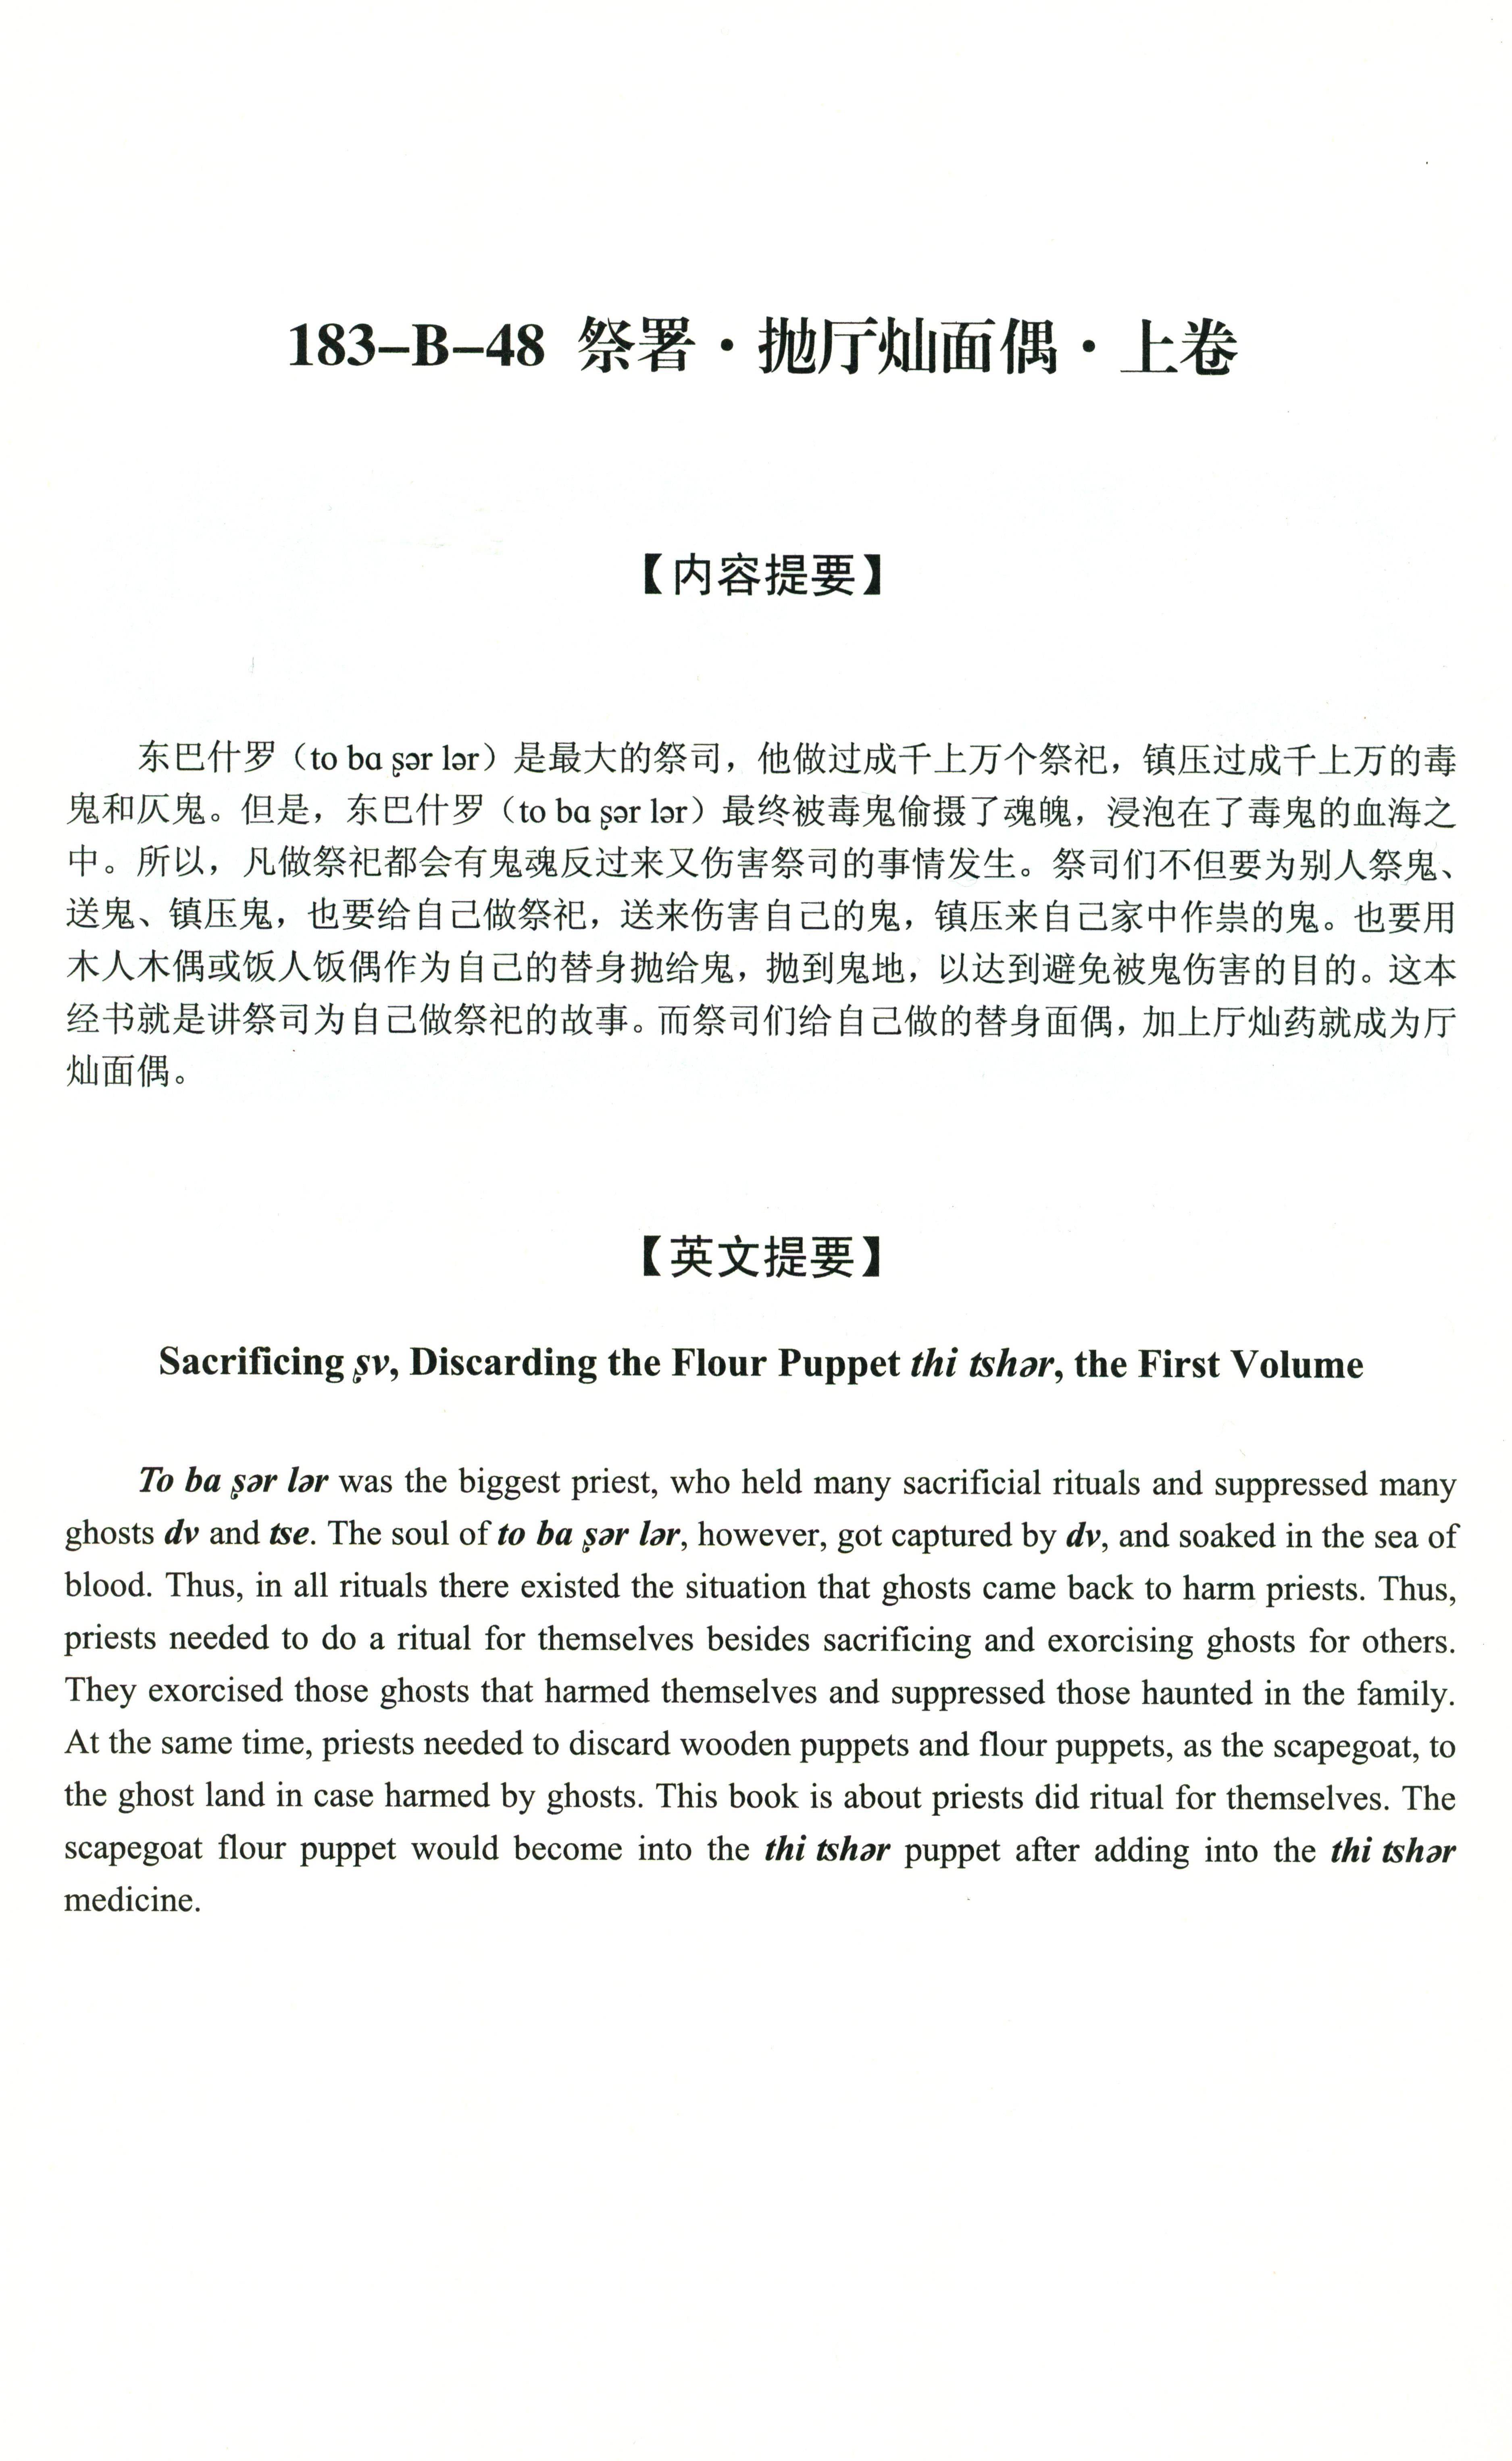 183–B–48 祭署·抛厅灿面偶·上卷
【内容提要】
东巴什罗（to bɑ ʂər lər）是最大的祭司，他做过成千上万个祭祀，镇压过成千上万的毒
鬼和仄鬼。但是，东巴什罗（to bɑ ʂər lər）最终被毒鬼偷摄了魂魄，浸泡在了毒鬼的血海之
中。所以，凡做祭祀都会有鬼魂反过来又伤害祭司的事情发生。祭司们不但要为别人祭鬼、
送鬼、镇压鬼，也要给自己做祭祀，送来伤害自己的鬼，镇压来自己家中作祟的鬼。也要用
木人木偶或饭人饭偶作为自己的替身抛给鬼，抛到鬼地，以达到避免被鬼伤害的目的。这本
经书就是讲祭司为自己做祭祀的故事。而祭司们给自己做的替身面偶，加上厅灿药就成为厅
灿面偶。
【英文提要】
Sacrificing ʂv, Discarding the Flour Puppet thi tshər, the First Volume
To ba ʂər lər was the biggest priest, who held many sacrificial rituals and suppressed many
ghosts dv and tse. The soul of to ba ʂər lər, however, got captured by dv, and soaked in the sea of
blood. Thus, in all rituals there existed the situation that ghosts came back to harm priests. Thus,
priests needed to do a ritual for themselves besides sacrificing and exorcising ghosts for others.
They exorcised those ghosts that harmed themselves and suppressed those haunted in the family.
At the same time, priests needed to discard wooden puppets and flour puppets, as the scapegoat, to
the ghost land in case harmed by ghosts. This book is about priests did ritual for themselves. The
scapegoat flour puppet would become into the thi tshər puppet after adding into the thi tshər
medicine.